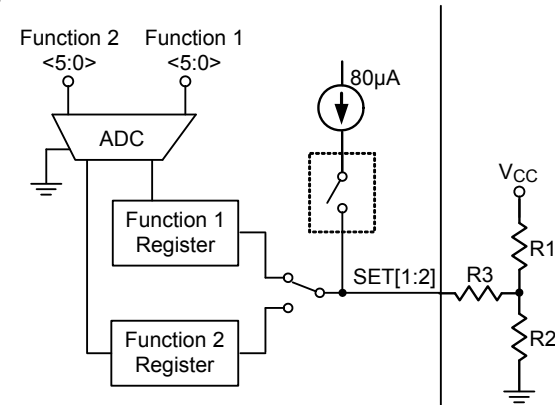 Function 2
<5:0>
Function 1
<5:0>
80µA
ADC
VCC
Function 1
Register
R1
SET[1:2]
R3
Function 2
Register
R2